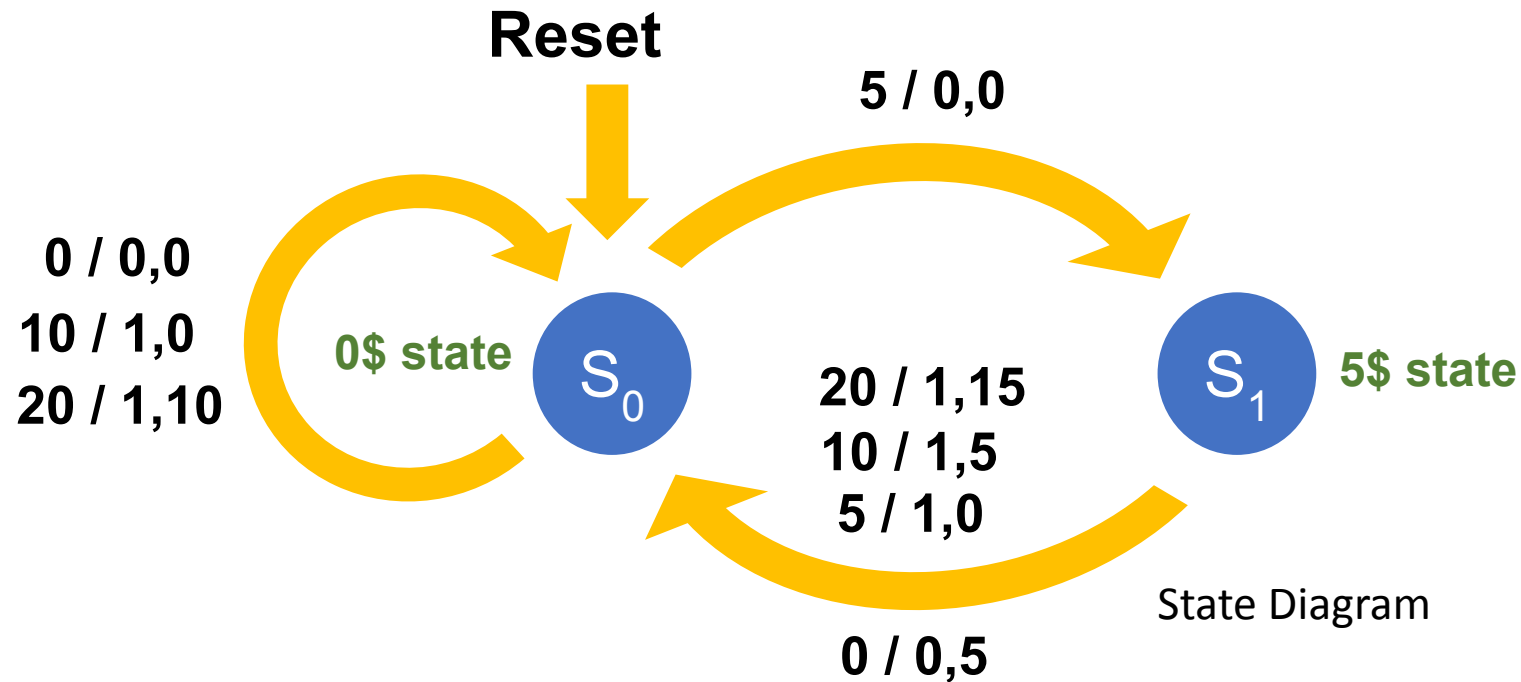 Reset
5 / 0,0
0 / 0,0
10 / 1,0
20 / 1,10
0$ state
S0
20 / 1,15
10 / 1,5
5 / 1,0
S1
5$ state
State Diagram
0 / 0,5